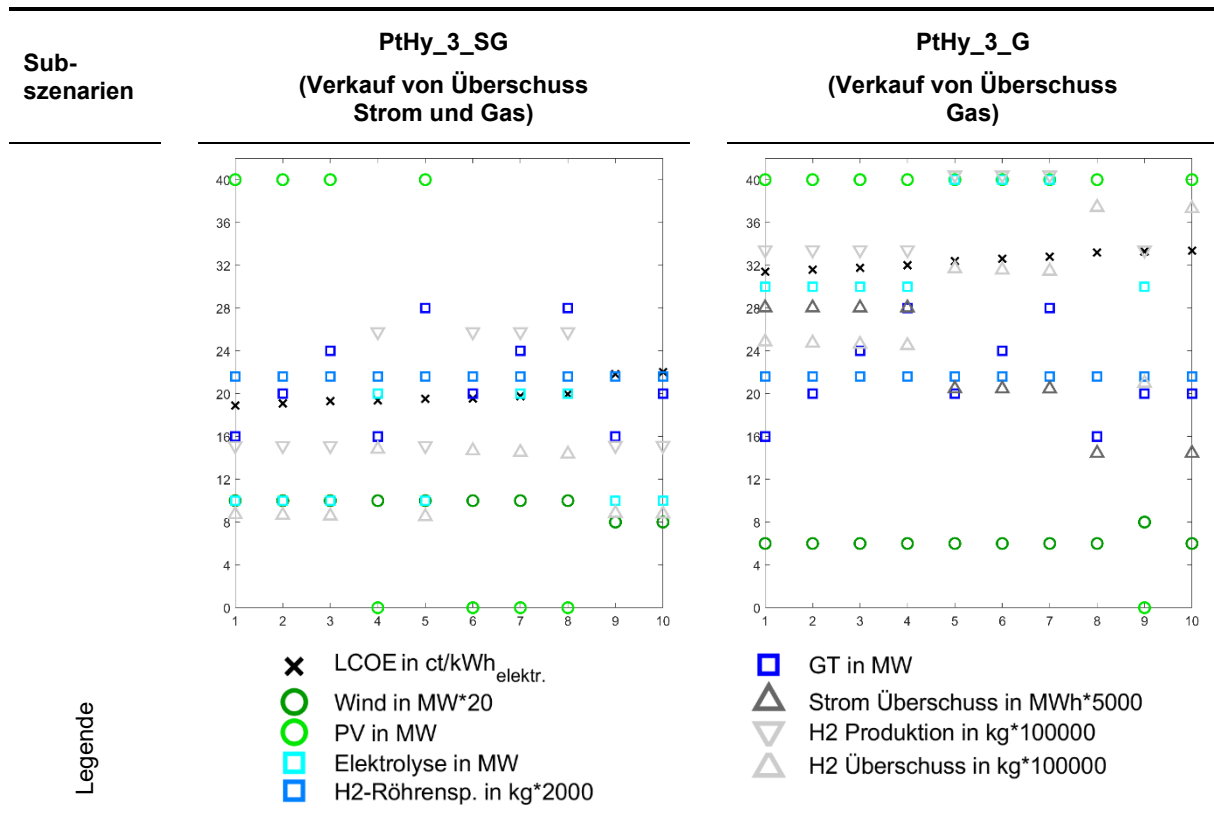 Sub-
szenarien
PtHy_3_SG
(Verkauf von Überschuss
Strom und Gas)
PtHy_3_G
(Verkauf von Überschuss
Gas)
40
36
32
28
24
20
16
12
8
4
0
1 2 3 4 5 6 7 8 9 10
40
36
32
28
24
20
16
12
8
4
0
1 2 3 4 5 6 7 8 9 10
Legende
LCOE in ct/kWh elektr.
Wind in MW*20
PV in MW
Elektrolyse in MW
H2-Röhrensp. in kg*2000
GT in MW
Strom Überschuss in MWh*5000
H2 Produktion in kg*100000
H2 Überschuss in kg*100000